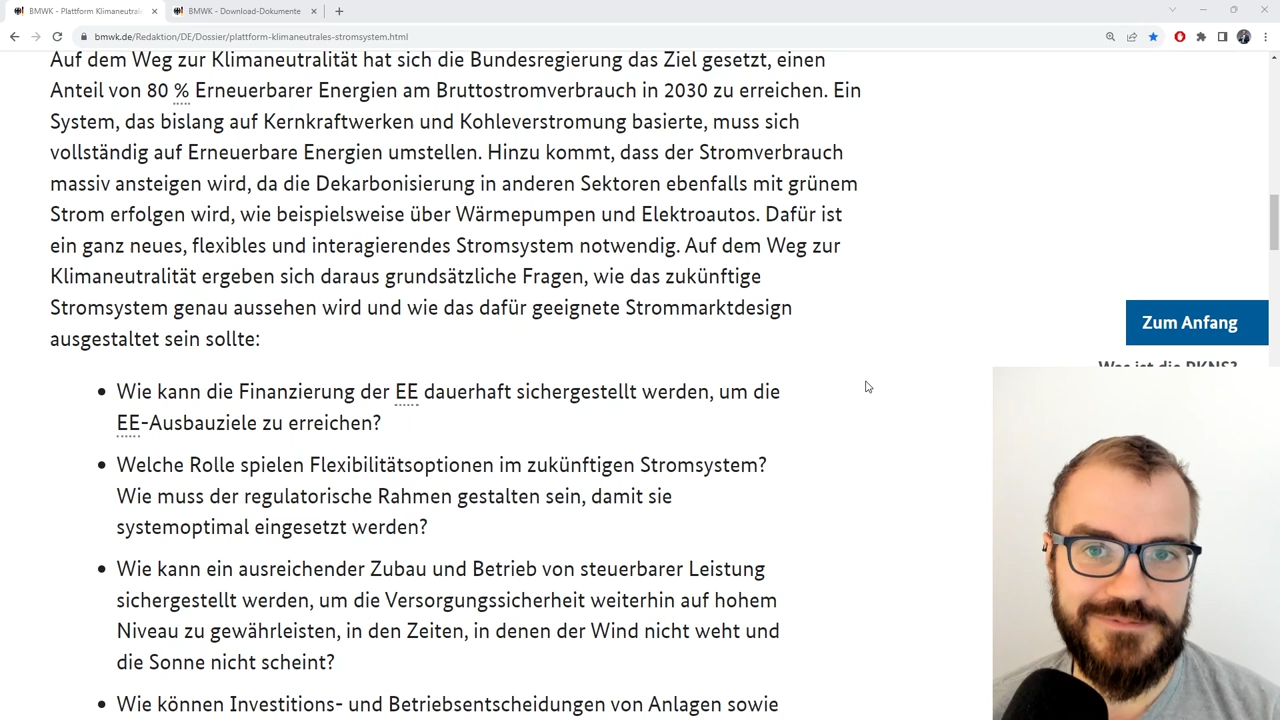 BMWK - Plattform Klimaneutral
BMWK - Download-Dokumente
bmwk.de/Redaktion/DE/Dossier/plattform-klimaneutrales-stromsystem.html
Auf dem Weg zur Klimaneutralität hat sich die Bundesregierung das Ziel gesetzt, einen
Anteil von 80 % Erneuerbarer Energien am Bruttostromverbrauch in 2030 zu erreichen. Ein
System, das bislang auf Kernkraftwerken und Kohleverstromung basierte, muss sich
vollständig auf Erneuerbare Energien umstellen. Hinzu kommt, dass der Stromverbrauch
massiv ansteigen wird, da die Dekarbonisierung in anderen Sektoren ebenfalls mit grünem
Strom erfolgen wird, wie beispielsweise über Wärmepumpen und Elektroautos. Dafür ist
ein ganz neues, flexibles und interagierendes Stromsystem notwendig. Auf dem Weg zur
Klimaneutralität ergeben sich daraus grundsätzliche Fragen, wie das zukünftige
Stromsystem genau aussehen wird und wie das dafür geeignete Strommarktdesign
ausgestaltet sein sollte:
Zum Anfang
Was ist die PKNS?
Wie kann die Finanzierung der EE dauerhaft sichergestellt werden, um die
EE-Ausbauziele zu erreichen?
Welche Rolle spielen Flexibilitätsoptionen im zukünftigen Stromsystem?
Wie muss der regulatorische Rahmen gestalten sein, damit sie
systemoptimal eingesetzt werden?
Wie kann ein ausreichender Zubau und Betrieb von steuerbarer Leistung
sichergestellt werden, um die Versorgungssicherheit weiterhin auf hohem
Niveau zu gewährleisten, in den Zeiten, in denen der Wind nicht weht und
die Sonne nicht scheint?
Wie können Investitions- und Betriebsentscheidungen von Anlagen sowie